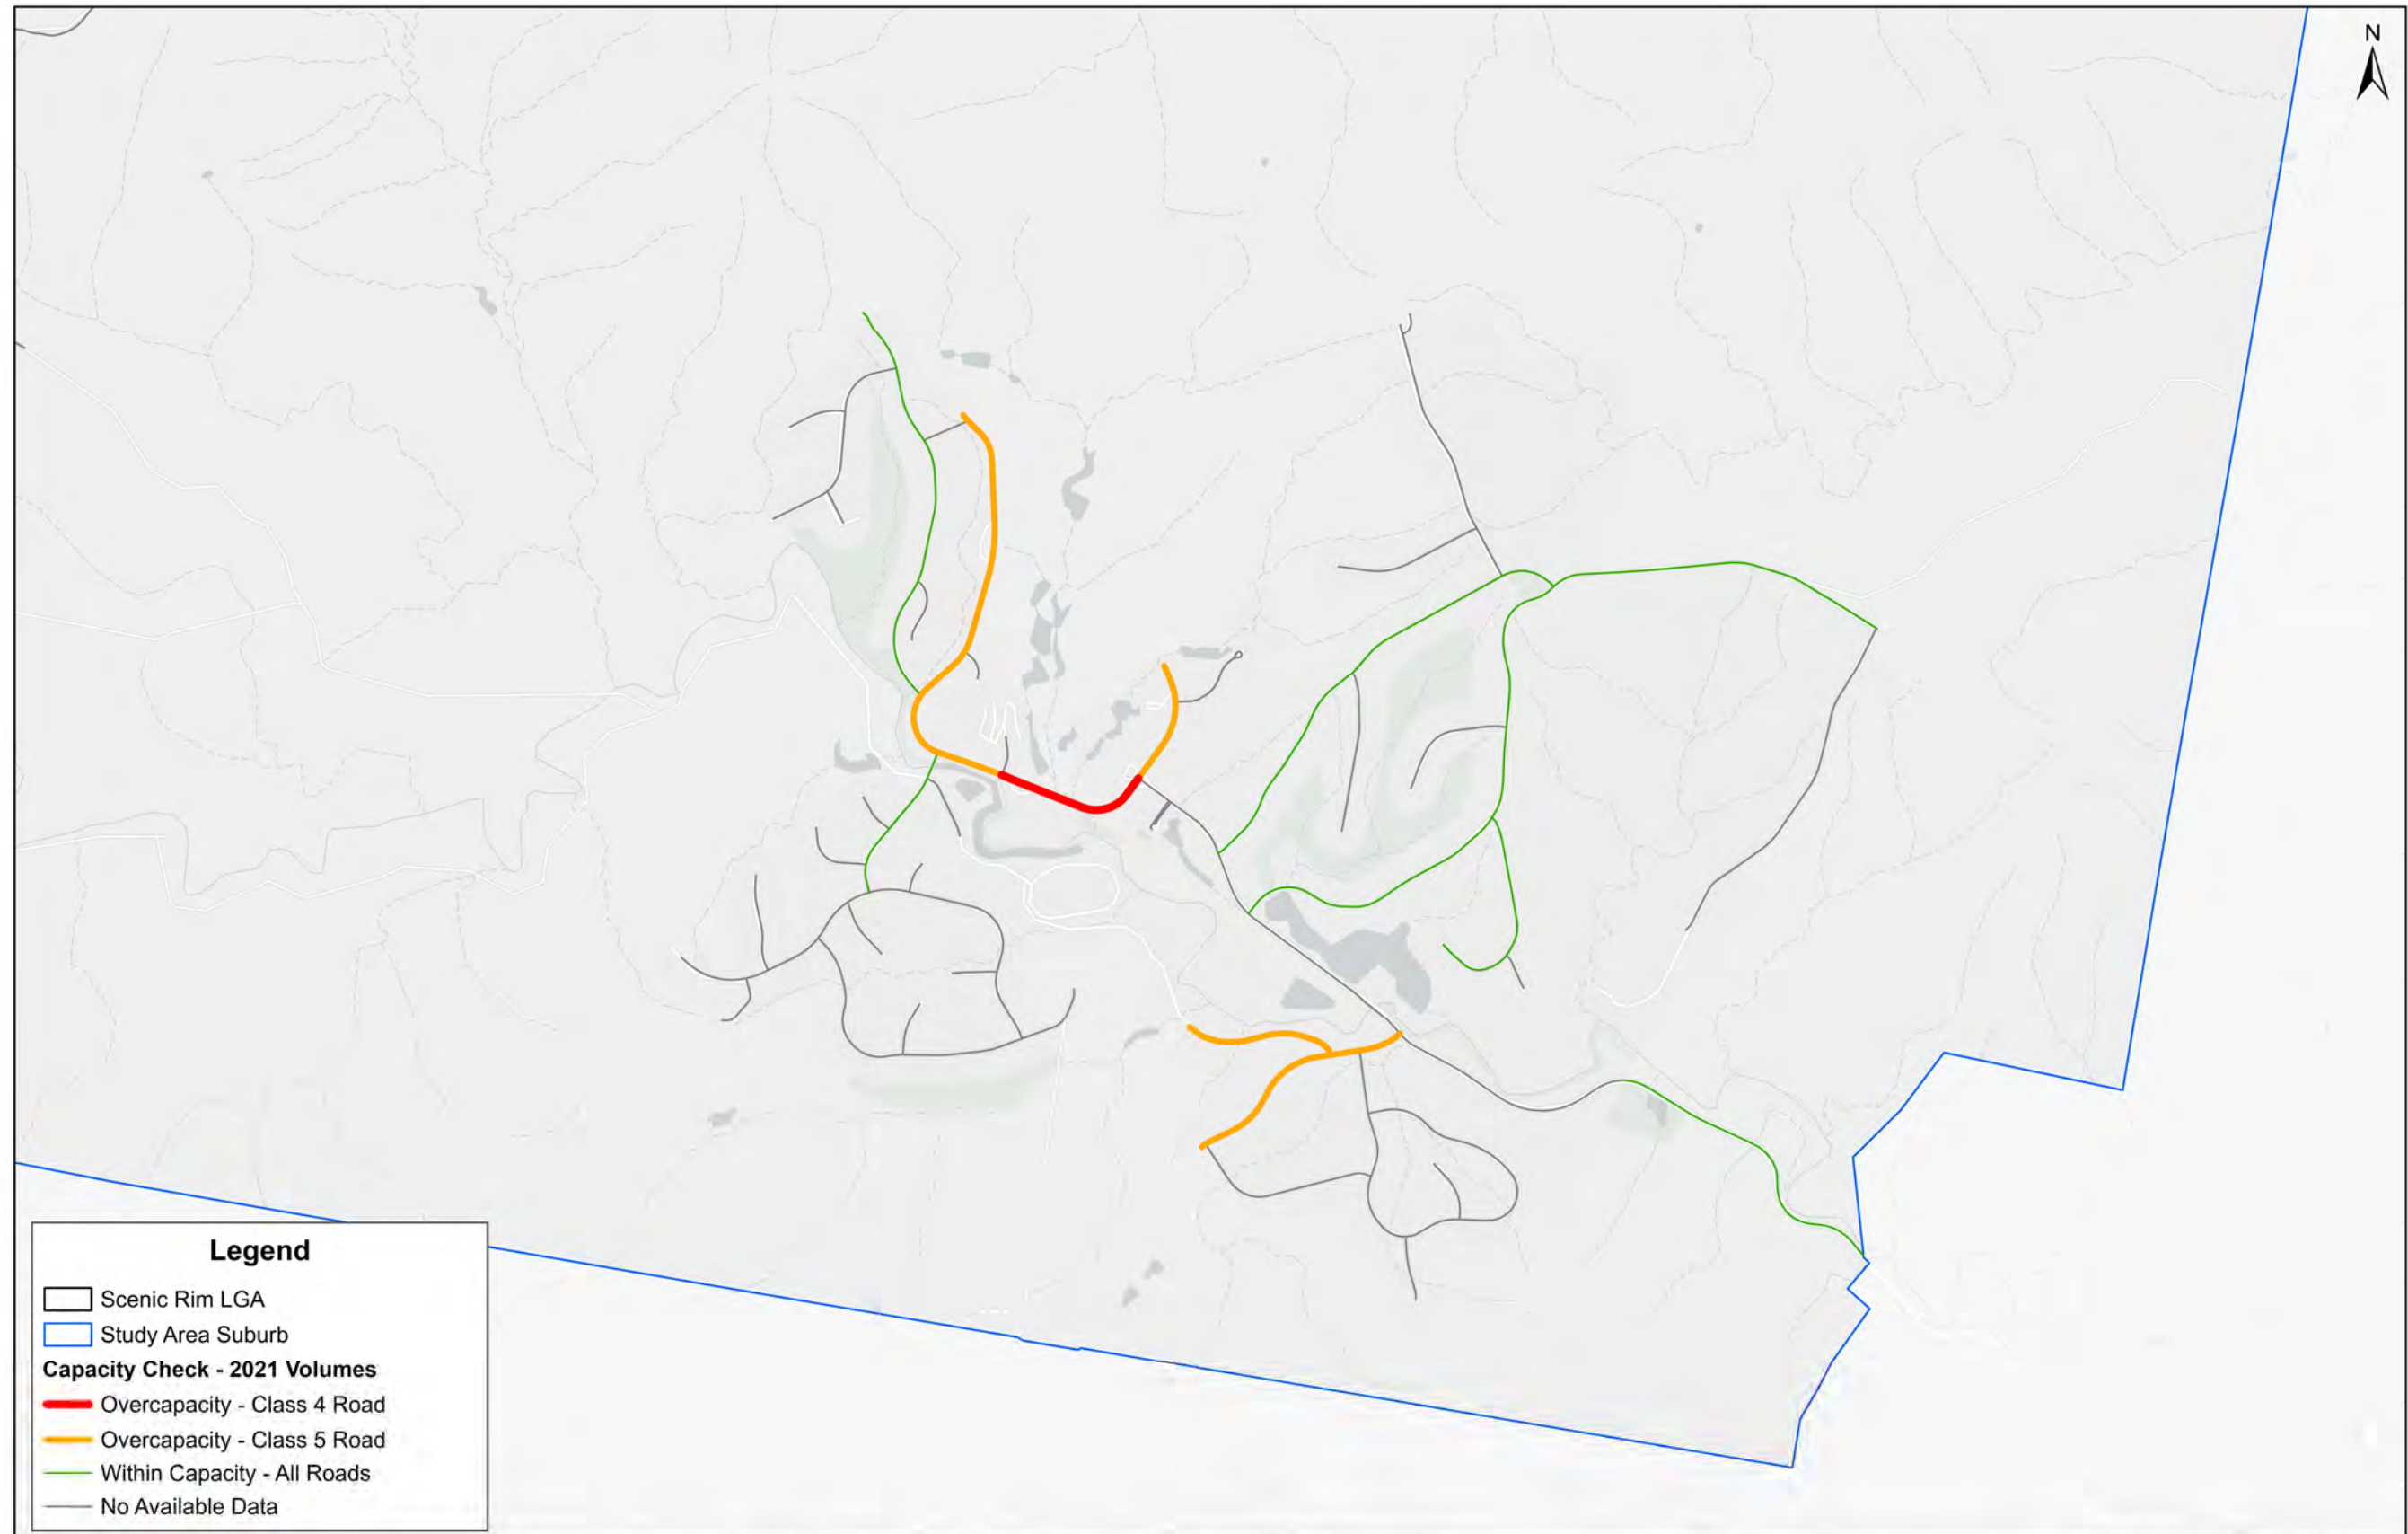 N
Legend
Scenic Rim LGA
Study Area Suburb
Capacity Check - 2021 Volumes
Overcapacity - Class 4 Road
Overcapacity - Class 5 Road
Within Capacity - All Roads
No Available Data